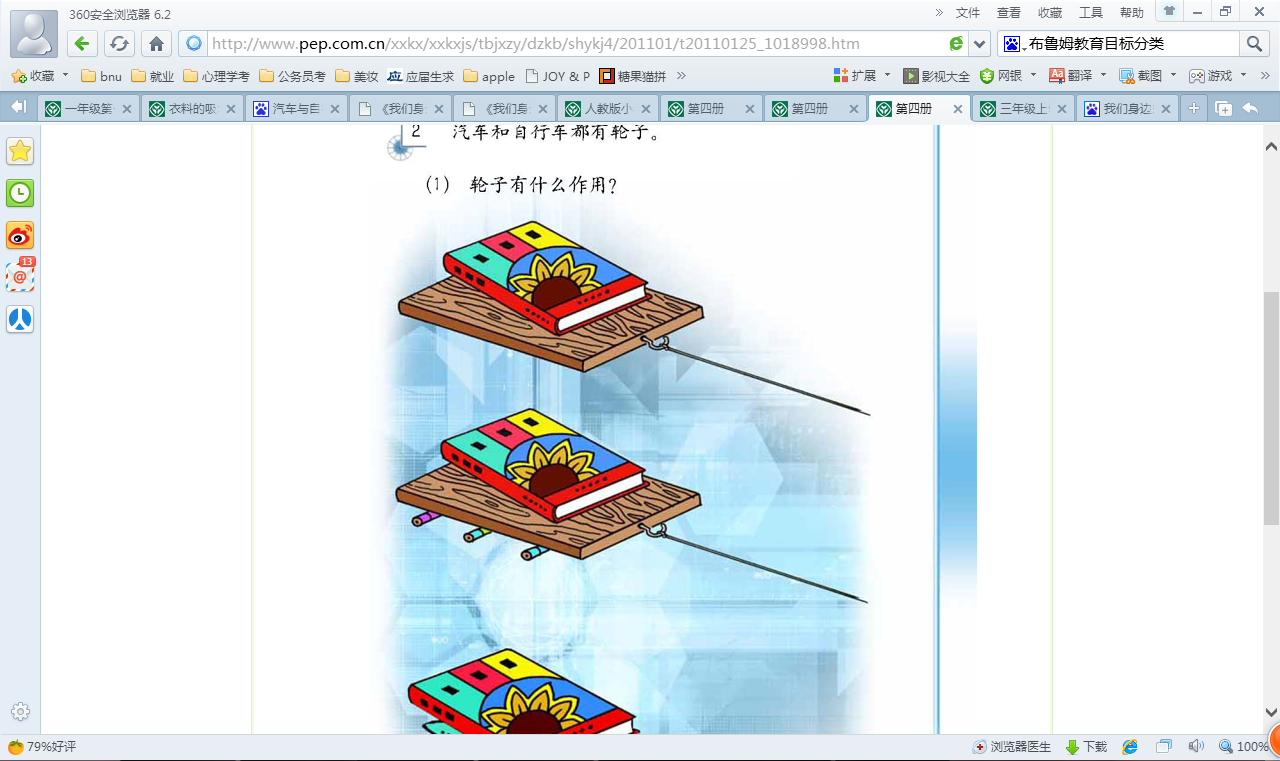 360安全浏览器 6.2
» 文件 查看 收藏 工具 帮助
http://www.pep.com.cn/xxkx/xxkxjs/tbjxzy/dzkb/shykj4/201101/t20110125_1018998.htm
布鲁姆教育目标分类
收藏 bnu 就业 心理学考 公务员考 美妆 应届生求 apple JOY & P 糖果猫拼 »
扩展 影视大全 网银 Aa 翻译 截图 游戏 »
一年级第 衣料的吸 汽车与自 《我们身 《我们身 人教版小 第四册 第四册 第四册 三年级上 我们身边
2 汽车和自行车都有轮子。
(1) 轮子有什么作用?
13
79%好评
浏览器医生 下载 100%